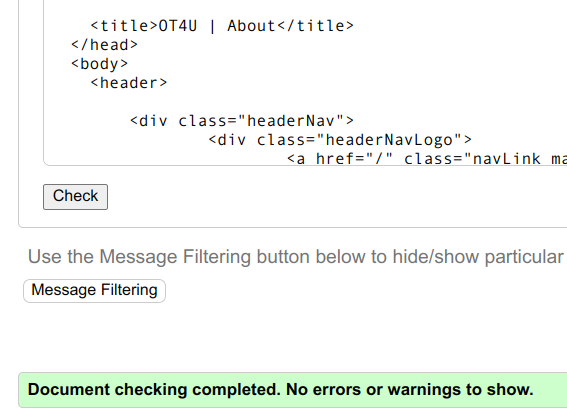 <title>OT4U | About</title>
</head>
<body>
<header>
<div class="headerNav">
<div class="headerNavLogo">
<a href="/" class="navLink ma
Check
Use the Message Filtering button below to hide/show particular
Message Filtering
Document checking completed. No errors or warnings to show.